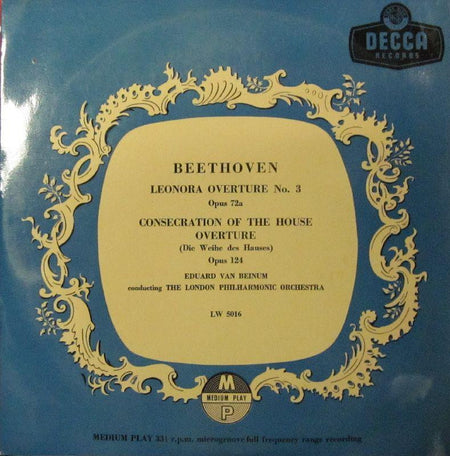 DECCA
RECORDS
BEETHOVEN
LEONORA OVERTURE No. 3
Opus 72a
CONSECRATION OF THE HOUSE
OVERTURE
(Die Weihe des Hauses)
Opus 124
EDUARD VAN BEINUM
conducting THE LONDON PHILHARMONIC ORCHESTRA
LW 5016
M
MEDIUM PLAY
P
MEDIUM PLAY 33⅓ r.p.m. microgroove full frequency range recording